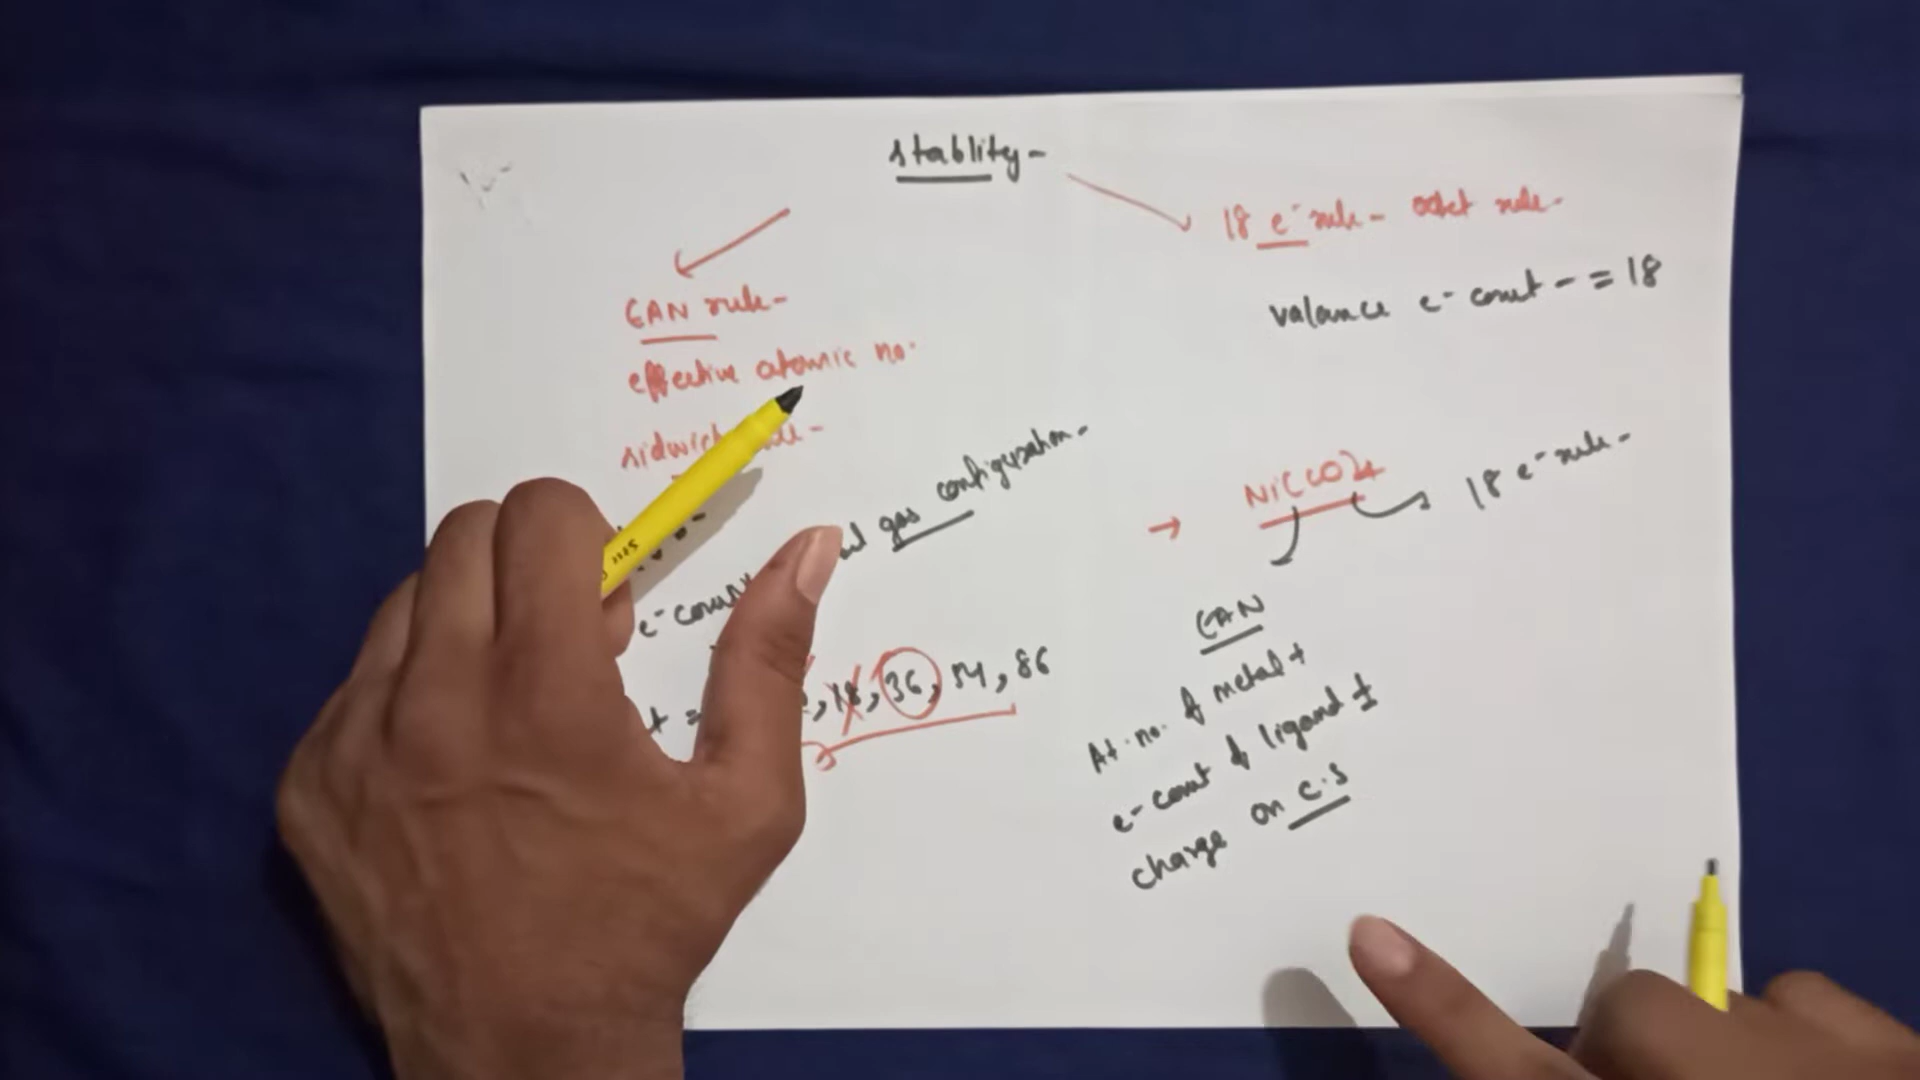 stablity-
18 e⁻ rule - octet rule-
valance e⁻ count - = 18
EAN rule-
effective atomic no.
gas configuration-
e⁻ count
, 18, 36, 54, 86
→ Ni(CO)4
18 e⁻ rule-
EAN
At. no. of metal +
e⁻ count of ligand ±
charge on C.S